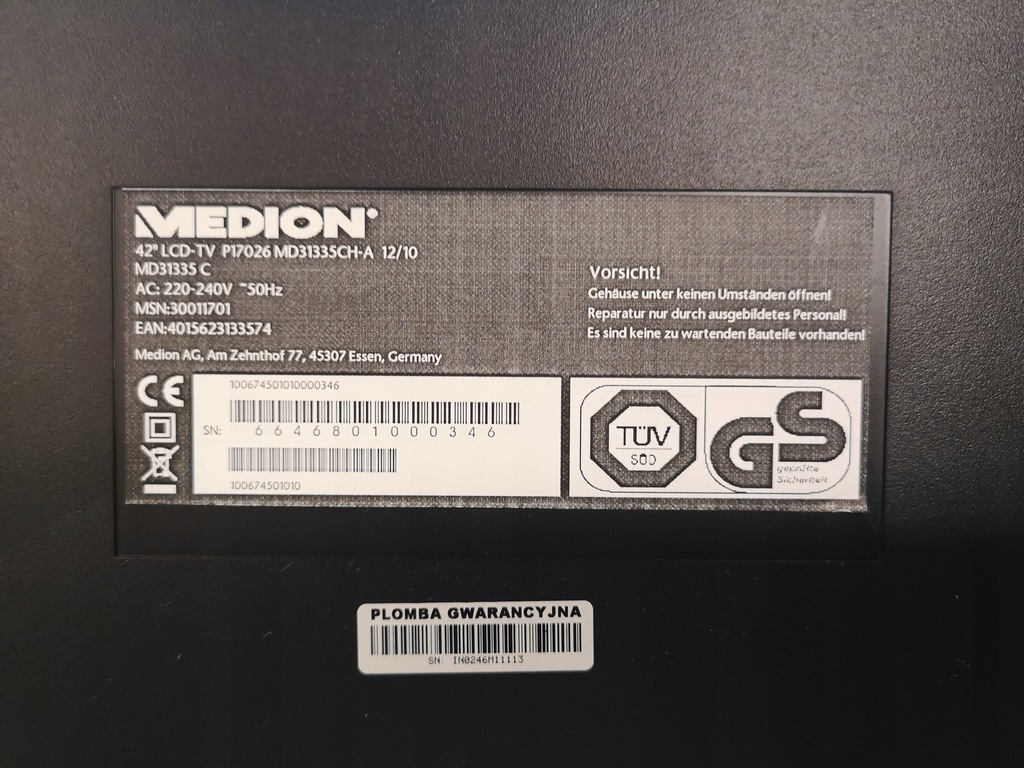 MEDION®
42" LCD-TV P17026 MD31335CH-A 12/10
MD31335 C
AC: 220-240V ~50Hz
MSN:30011701
EAN:4015623133574
Medion AG, Am Zehnthof 77, 45307 Essen, Germany
Vorsicht!
Gehäuse unter keinen Umständen öffnen!
Reparatur nur durch ausgebildetes Personal!
Es sind keine zu wartenden Bauteile vorhanden!
CE
100674501010000346
SN: 6646801000346
100674501010
TÜV
SÜD
GS
geprüfte
Sicherheit
PLOMBA GWARANCYJNA
SN: IN0246M11113